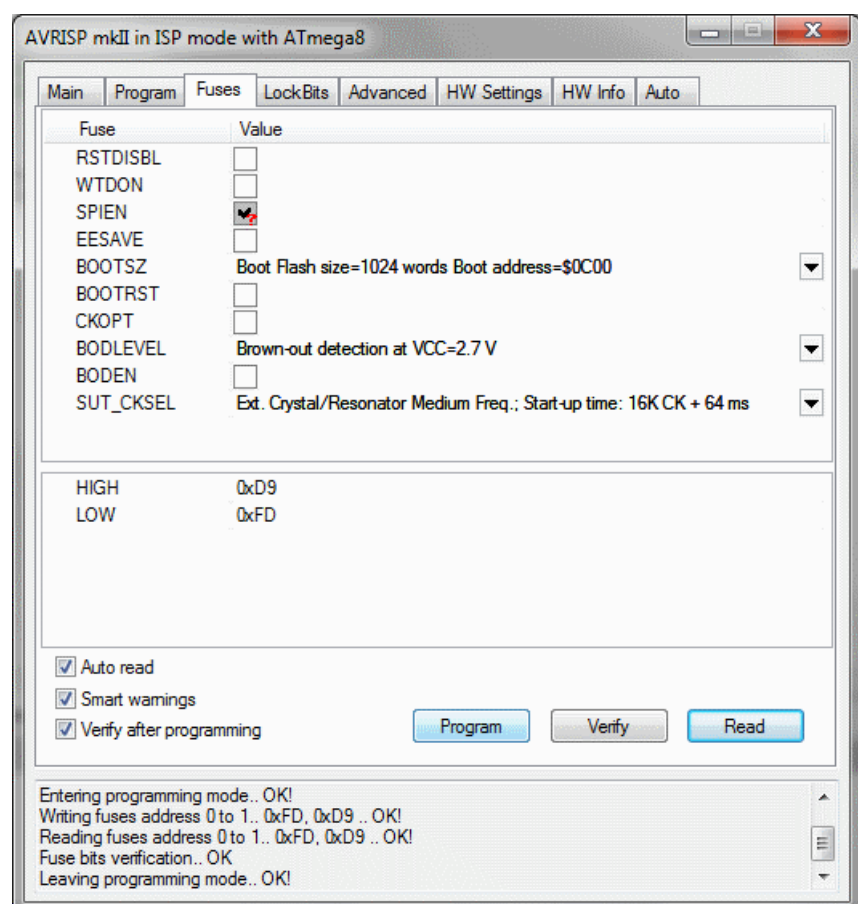 AVRISP mkII in ISP mode with ATmega8
Main Program Fuses LockBits Advanced HW Settings HW Info Auto
Fuse Value
RSTDISBL
WTDON
SPIEN
EESAVE
BOOTSZ Boot Flash size=1024 words Boot address=$0C00
BOOTRST
CKOPT
BODLEVEL Brown-out detection at VCC=2.7 V
BODEN
SUT_CKSEL Ext. Crystal/Resonator Medium Freq.; Start-up time: 16K CK + 64 ms
HIGH 0xD9
LOW 0xFD
Auto read
Smart warnings
Verify after programming
Program Verify Read
Entering programming mode.. OK!
Writing fuses address 0 to 1.. 0xFD, 0xD9 .. OK!
Reading fuses address 0 to 1.. 0xFD, 0xD9 .. OK!
Fuse bits verification.. OK
Leaving programming mode.. OK!